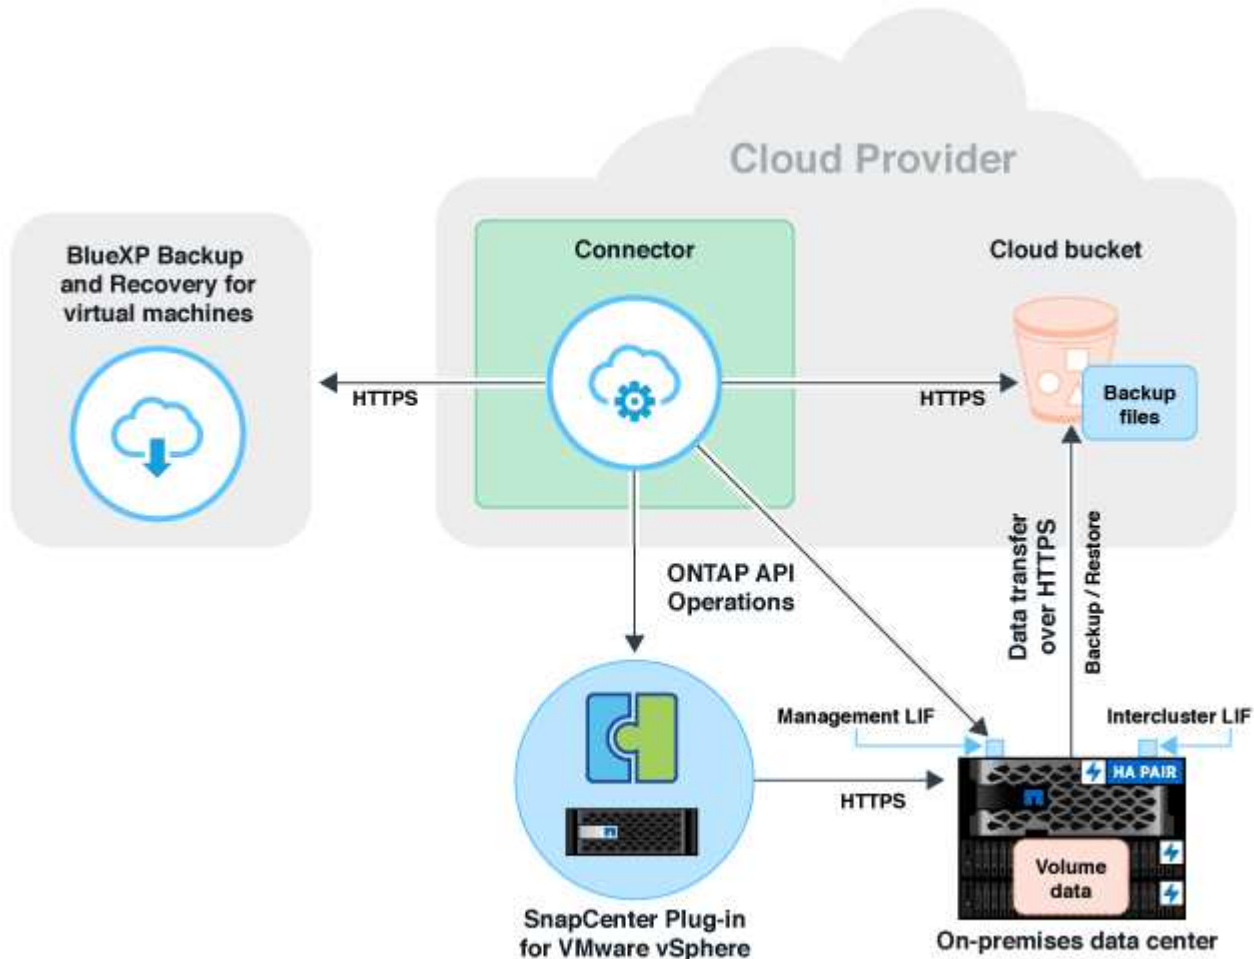 Cloud Provider
BlueXP Backup
and Recovery for
virtual machines
Connector
Cloud bucket
HTTPS
HTTPS
Backup
files
ONTAP API
Operations
Data transfer
over HTTPS
Backup / Restore
Management LIF
Intercluster LIF
HA PAIR
HTTPS
Volume
data
SnapCenter Plug-in
for VMware vSphere
On-premises data center